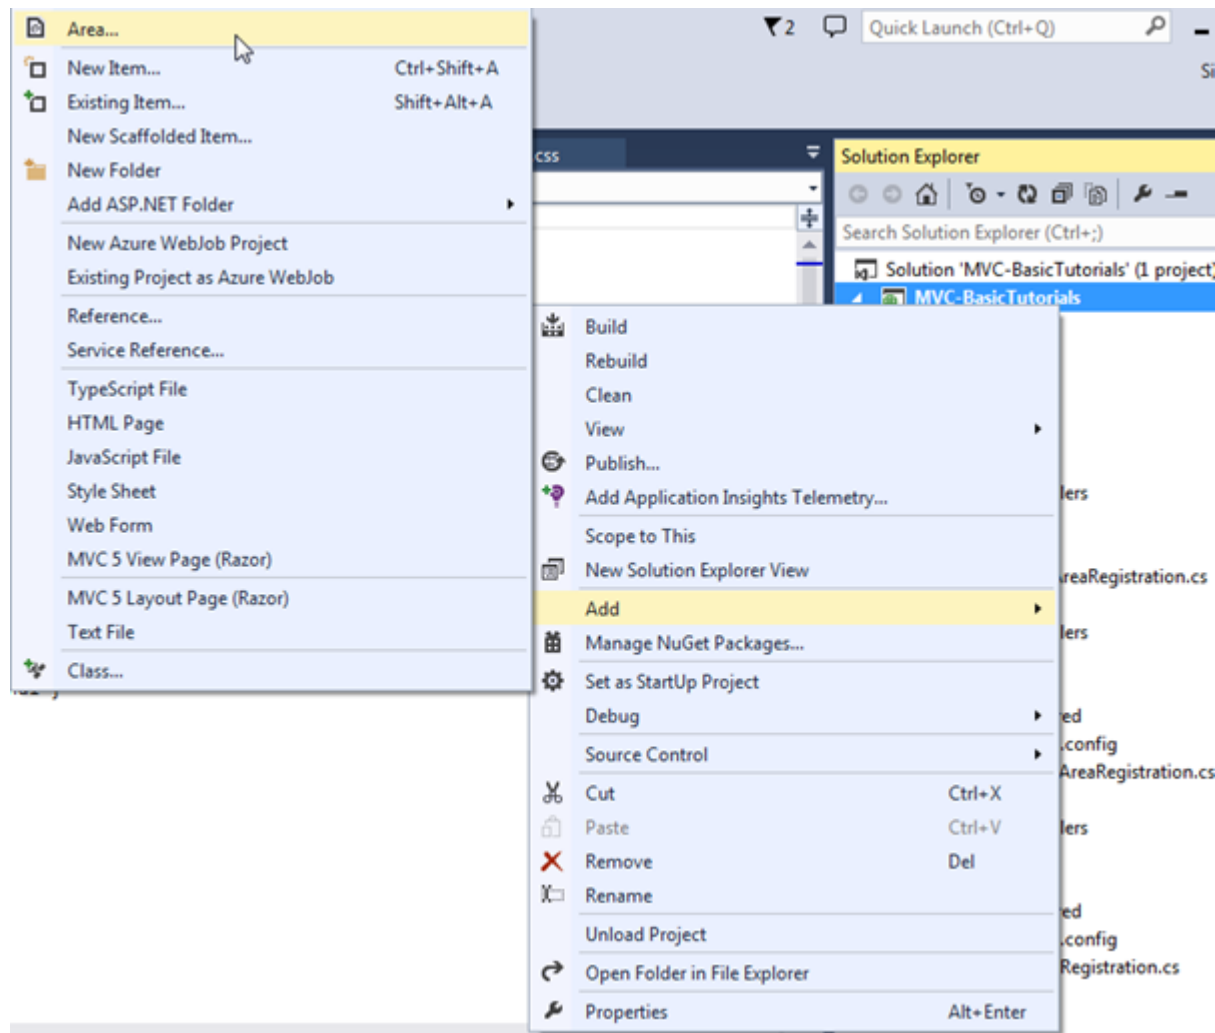 Area...
New Item... Ctrl+Shift+A
Existing Item... Shift+Alt+A
New Scaffolded Item...
New Folder
Add ASP.NET Folder
New Azure WebJob Project
Existing Project as Azure WebJob
Reference...
Service Reference...
TypeScript File
HTML Page
JavaScript File
Style Sheet
Web Form
MVC 5 View Page (Razor)
MVC 5 Layout Page (Razor)
Text File
Class...
2
Quick Launch (Ctrl+Q)
Si
css
Solution Explorer
Search Solution Explorer (Ctrl+;)
Solution 'MVC-BasicTutorials' (1 project)
MVC-BasicTutorials
Build
Rebuild
Clean
View
Publish...
Add Application Insights Telemetry...
Scope to This
New Solution Explorer View
Add
Manage NuGet Packages...
Set as StartUp Project
Debug
Source Control
Cut Ctrl+X
Paste Ctrl+V
Remove Del
Rename
Unload Project
Open Folder in File Explorer
Properties Alt+Enter
lers
reaRegistration.cs
lers
ed
.config
AreaRegistration.cs
lers
ed
.config
Registration.cs